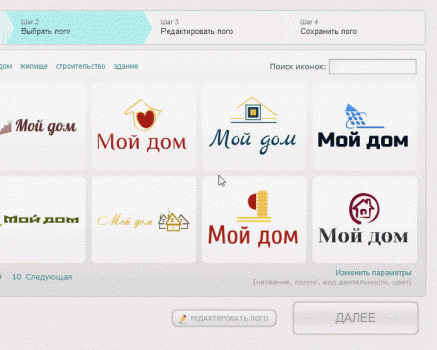 Шаг 2 Шаг 3 Шаг 4
Выбрать лого Редактировать лого Сохранить лого
дом жилище строительство здание Поиск иконок:
Мой дом Мой дом Мой дом Мой дом
Мой дом Мой дом Мой дом Мой дом
10 Следующая
Изменить параметры
(название, лозунг, вид деятельности, цвет)
РЕДАКТИРОВАТЬ ЛОГО ДАЛЕЕ